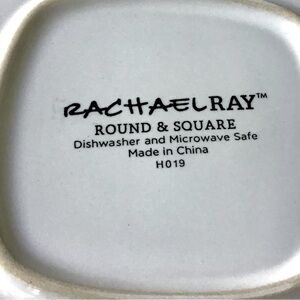 RACHAELRAY™
ROUND & SQUARE
Dishwasher and Microwave Safe
Made in China
H019